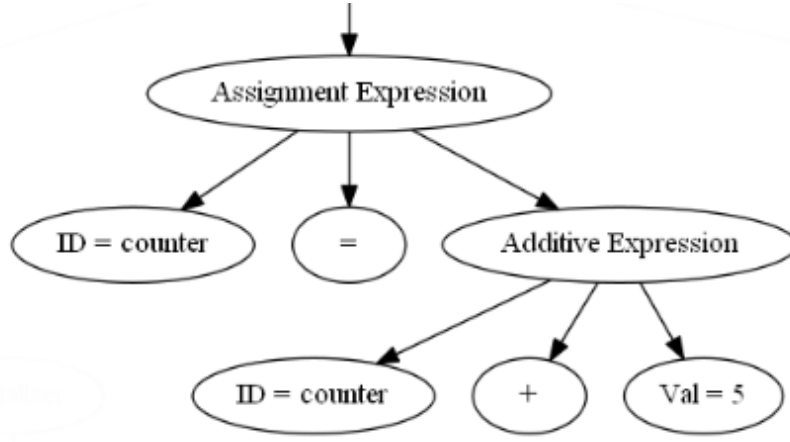 Assignment Expression
ID = counter
=
Additive Expression
ID = counter
+
Val = 5